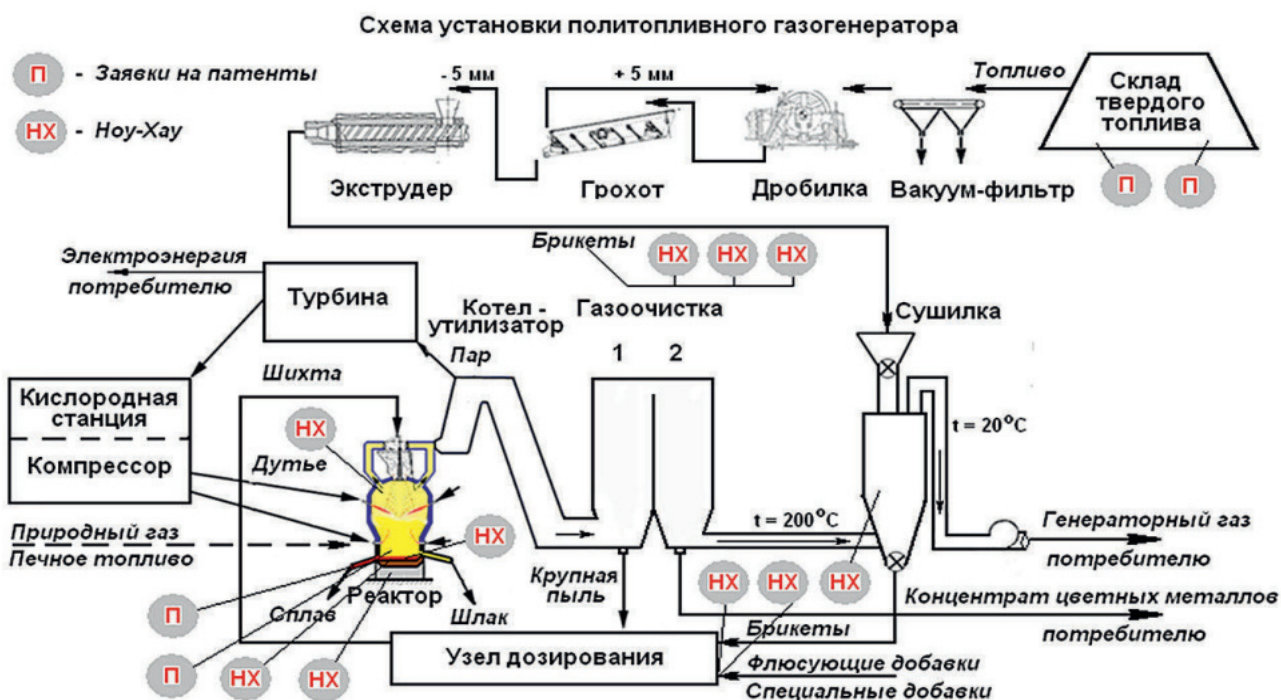 Схема установки политопливного газогенератора
П - Заявки на патенты
НХ - Ноу-Хау
- 5 мм
+ 5 мм
Топливо
Склад
твердого
топлива
П П
Экструдер
Грохот
Дробилка
Вакуум-фильтр
Брикеты
НХ НХ НХ
Электроэнергия
потребителю
Турбина
Котел -
утилизатор
Газоочистка
Сушилка
Пар
1 2
Шихта
Кислородная
станция
Компрессор
НХ
Дутье
t = 20°C
t = 200°C
Природный газ
Печное топливо
НХ
Генераторный газ
потребителю
Крупная
пыль
НХ НХ НХ
Реактор
П
Сплав
Шлак
Концентрат цветных металлов
потребителю
Брикеты
П НХ НХ
Узел дозирования
Флюсующие добавки
Специальные добавки